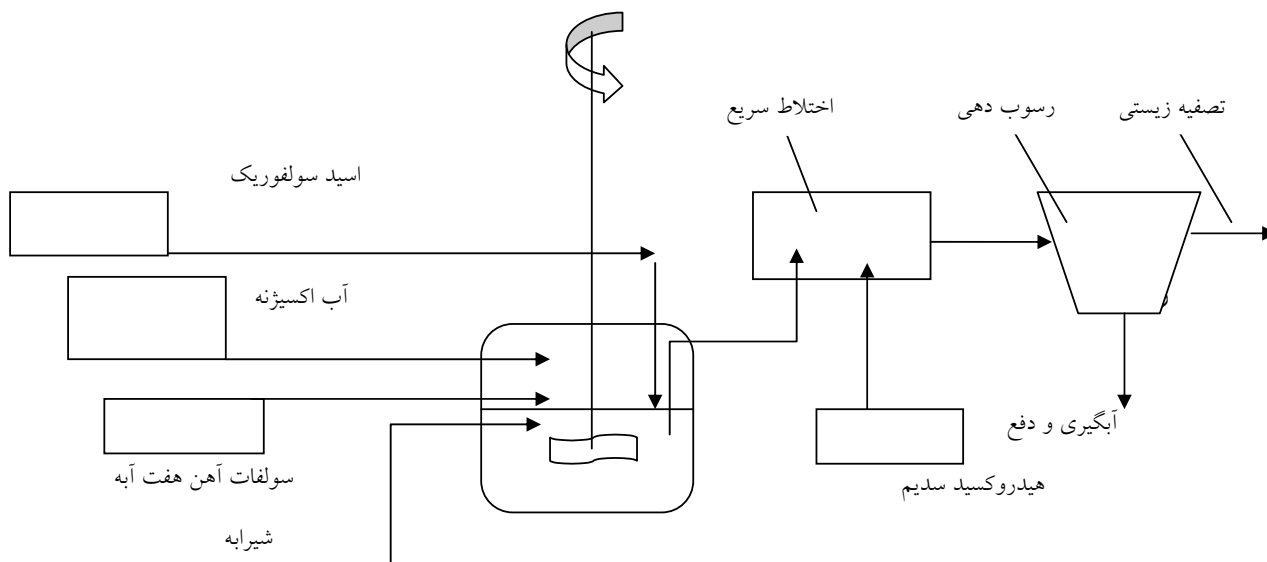 تصفیه زیستی
رسوب دهی
اختلاط سریع
اسید سولفوریک
آب اکسیژنه
سولفات آهن هفت آبه
شیرابه
آبگیری و دفع
هیدروکسید سدیم